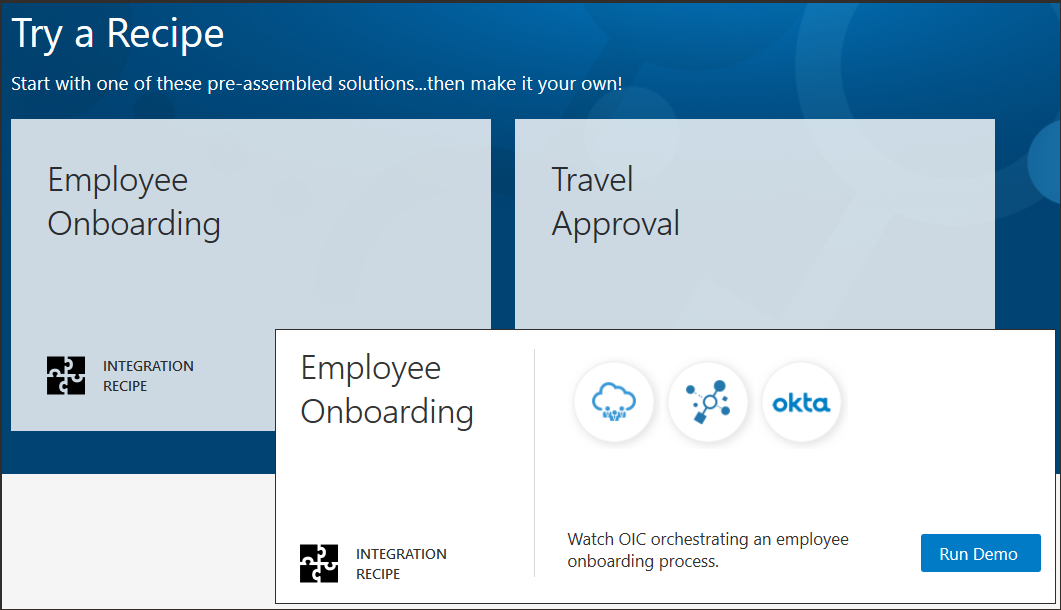 Try a Recipe
Start with one of these pre-assembled solutions...then make it your own!
Employee
Onboarding
INTEGRATION
RECIPE
Travel
Approval
Employee
Onboarding
INTEGRATION
RECIPE
okta
Watch OIC orchestrating an employee
onboarding process.
Run Demo